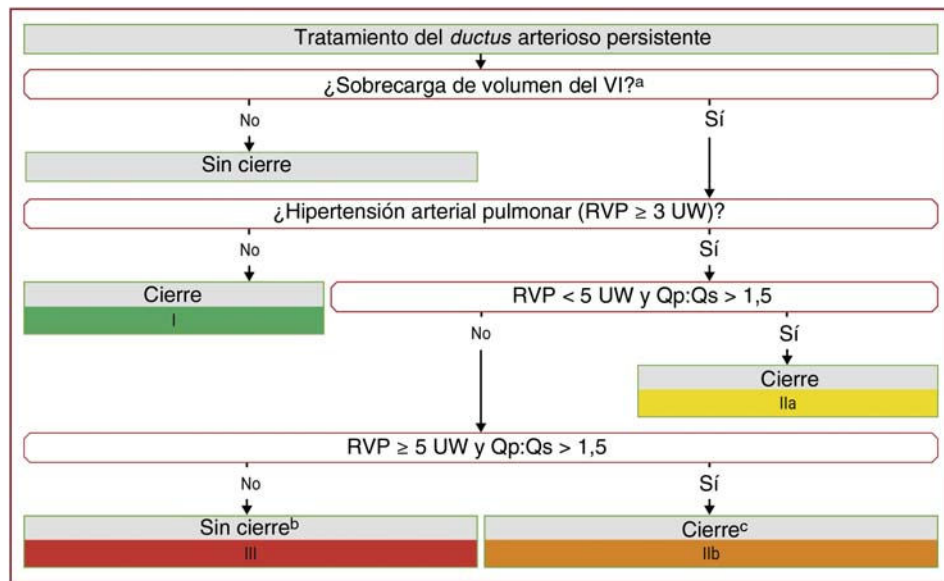 Tratamiento del ductus arterioso persistente
¿Sobrecarga de volumen del VI?ᵃ
No
Sí
Sin cierre
¿Hipertensión arterial pulmonar (RVP ≥ 3 UW)?
No
Sí
Cierre
I
RVP < 5 UW y Qp:Qs > 1,5
No
Sí
Cierre
IIa
RVP ≥ 5 UW y Qp:Qs > 1,5
No
Sí
Sin cierreᵇ
III
Cierreᶜ
IIb